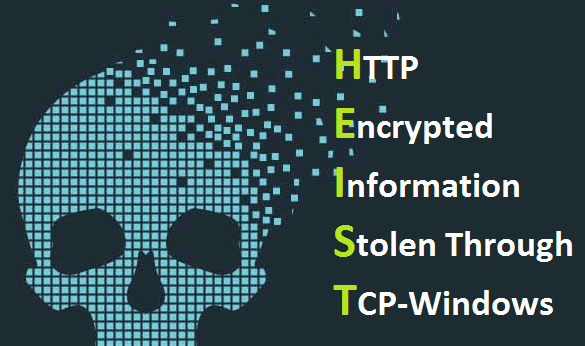 HTTP
Encrypted
Information
Stolen Through
TCP-Windows